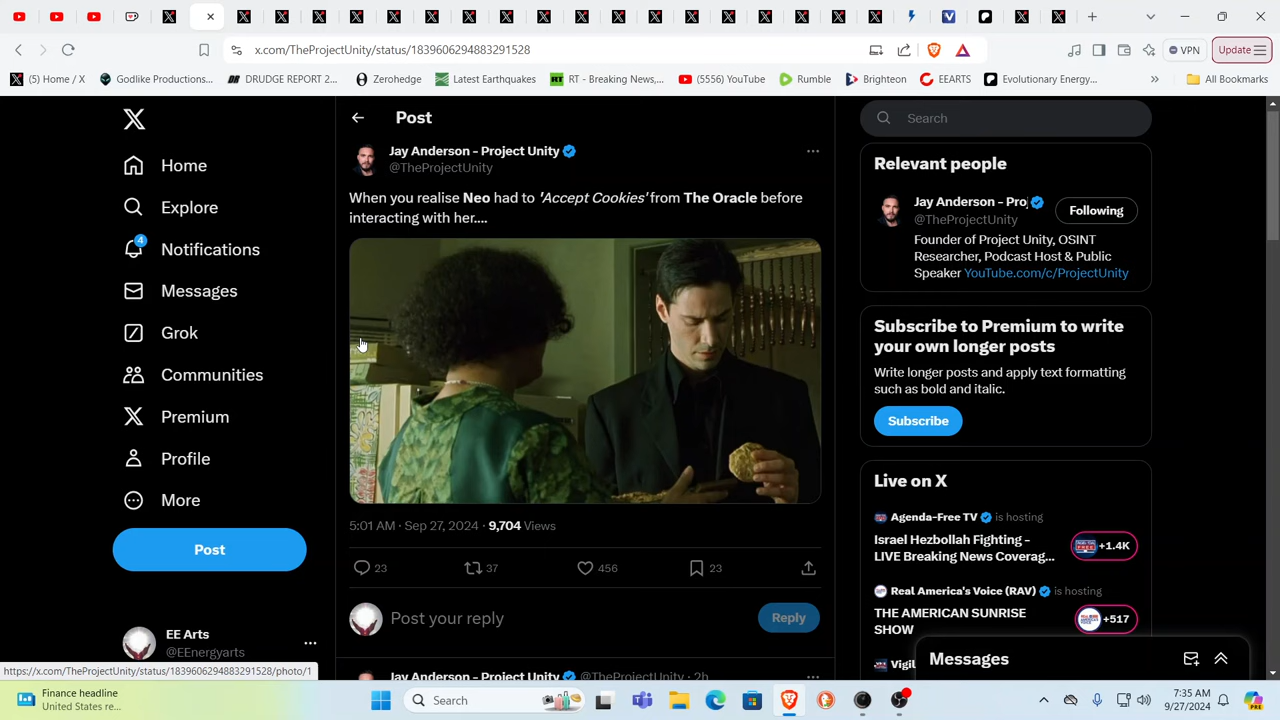 x.com/TheProjectUnity/status/1839606294883291528
VPN
Update
(5) Home / X
Godlike Productions...
DRUDGE REPORT 2...
Zerohedge
Latest Earthquakes
RT - Breaking News,...
(5555) YouTube
Rumble
Brighteon
EEARTS
Evolutionary Energy...
»
All Bookmarks
Home
Explore
4
Notifications
Messages
Grok
Communities
Premium
Profile
More
Post
EE Arts
@EEnergyarts
Post
Jay Anderson - Project Unity
@TheProjectUnity
When you realise Neo had to 'Accept Cookies' from The Oracle before
interacting with her....
5:01 AM · Sep 27, 2024 · 9,704 Views
23
37
456
23
Post your reply
Reply
Jay Anderson - Project Unity @TheProjectUnity · 2h
Search
Relevant people
Jay Anderson - Proj
@TheProjectUnity
Following
Founder of Project Unity, OSINT
Researcher, Podcast Host & Public
Speaker YouTube.com/c/ProjectUnity
Subscribe to Premium to write
your own longer posts
Write longer posts and apply text formatting
such as bold and italic.
Subscribe
Live on X
Agenda-Free TV is hosting
Israel Hezbollah Fighting -
LIVE Breaking News Coverag...
+1.4K
Real America's Voice (RAV) is hosting
THE AMERICAN SUNRISE
SHOW
+517
Vigil
Messages
https://x.com/TheProjectUnity/status/1839606294883291528/photo/1
Finance headline
United States re...
Search
7:35 AM
9/27/2024
PRE